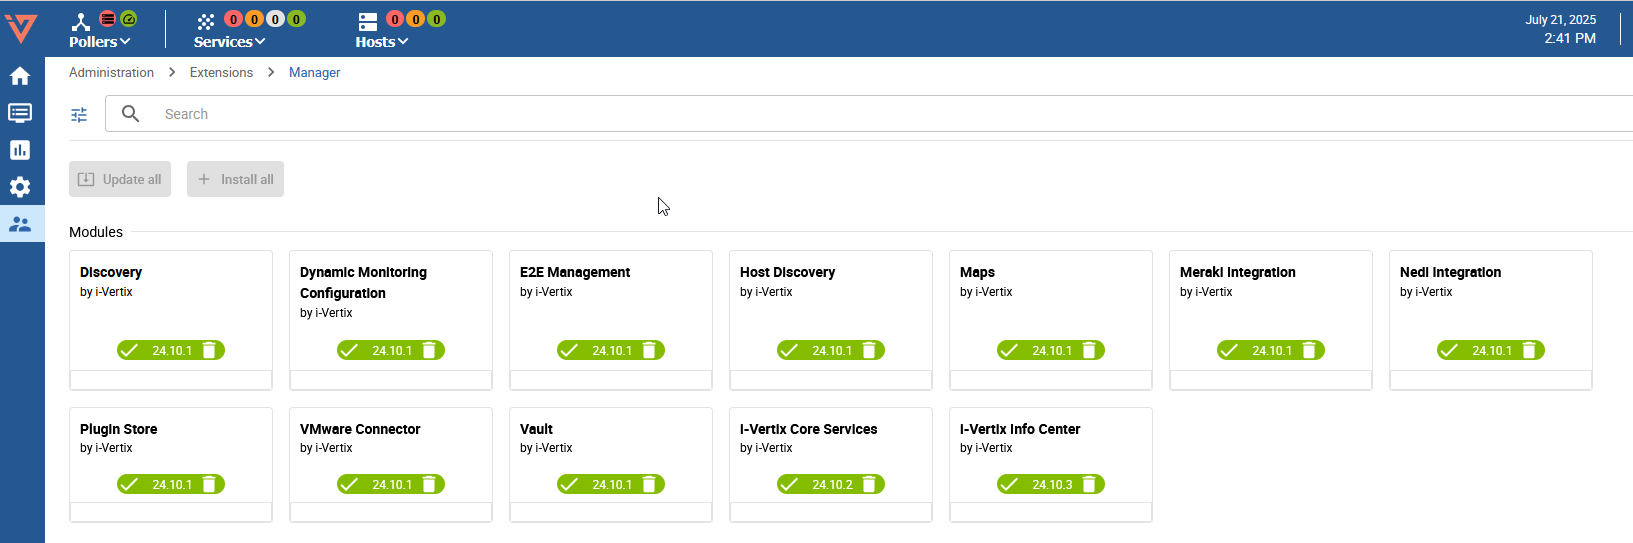 0 0 0 0
0 0 0
Pollers
Services
Hosts
July 21, 2025
2:41 PM
Administration > Extensions > Manager
Search
Update all
Install all
Modules
Discovery
by i-Vertix
24.10.1
Dynamic Monitoring
Configuration
by i-Vertix
24.10.1
E2E Management
by i-Vertix
24.10.1
Host Discovery
by i-Vertix
24.10.1
Maps
by i-Vertix
24.10.1
Meraki Integration
by i-Vertix
24.10.1
Nedi Integration
by i-Vertix
24.10.1
Plugin Store
by i-Vertix
24.10.1
VMware Connector
by i-Vertix
24.10.1
Vault
by i-Vertix
24.10.1
i-Vertix Core Services
by i-Vertix
24.10.2
i-Vertix Info Center
by i-Vertix
24.10.3